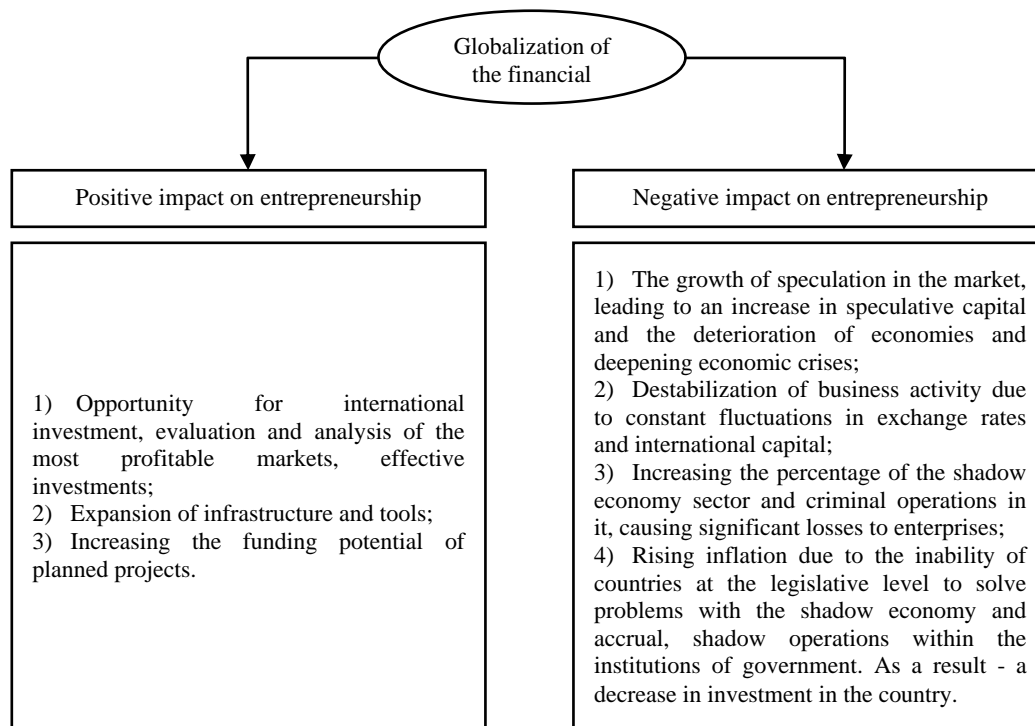 Globalization of
the financial
Positive impact on entrepreneurship
Negative impact on entrepreneurship
1) Opportunity for international
investment, evaluation and analysis of the
most profitable markets, effective
investments;
2) Expansion of infrastructure and tools;
3) Increasing the funding potential of
planned projects.
1) The growth of speculation in the market,
leading to an increase in speculative capital
and the deterioration of economies and
deepening economic crises;
2) Destabilization of business activity due
to constant fluctuations in exchange rates
and international capital;
3) Increasing the percentage of the shadow
economy sector and criminal operations in
it, causing significant losses to enterprises;
4) Rising inflation due to the inability of
countries at the legislative level to solve
problems with the shadow economy and
accrual, shadow operations within the
institutions of government. As a result - a
decrease in investment in the country.